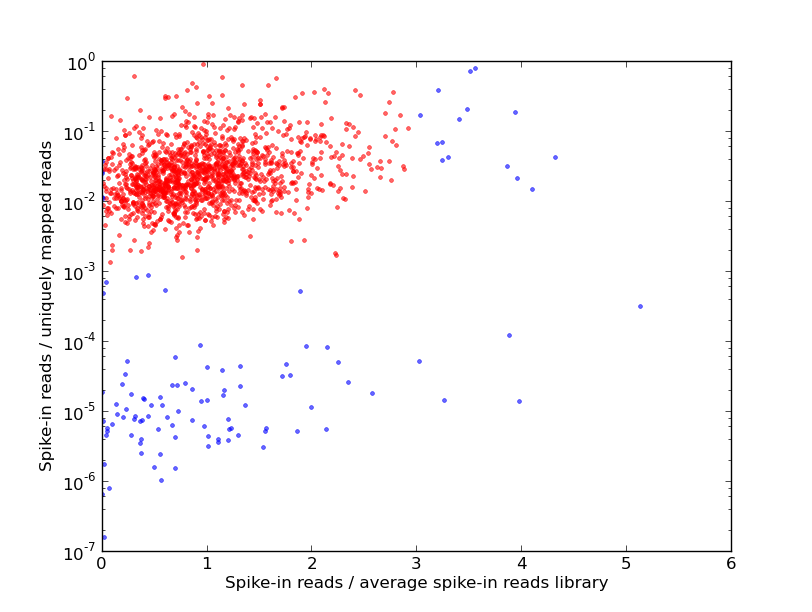 10^0
10^-1
10^-2
10^-3
10^-4
10^-5
10^-6
10^-7
Spike-in reads / uniquely mapped reads
0 1 2 3 4 5 6
Spike-in reads / average spike-in reads library